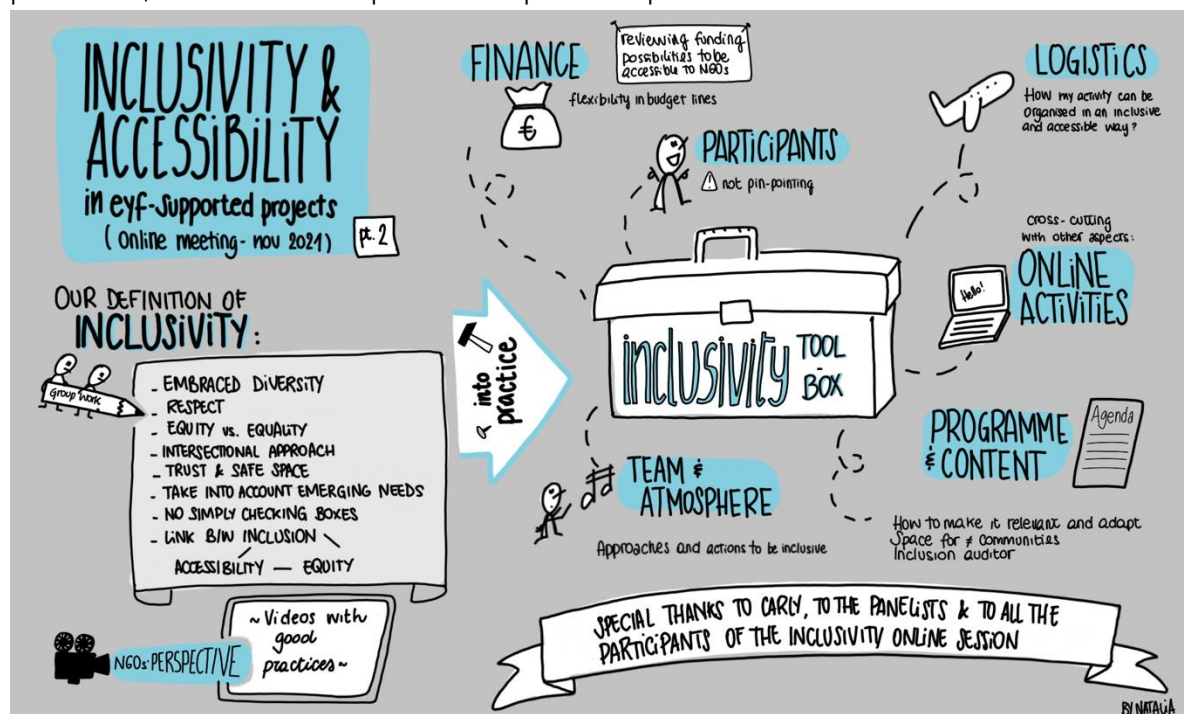 INCLUSIVITY &
ACCESSIBILITY
in eyf-supported projects
(Online meeting - nov 2021)
pt.2
OUR DEFINITION OF
INCLUSIVITY:
Group Work
- EMBRACED DIVERSITY
- RESPECT
- EQUITY vs. EQUALITY
- INTERSECTIONAL APPROACH
- TRUST & SAFE SPACE
- TAKE INTO ACCOUNT EMERGING NEEDS
- NO SIMPLY CHECKING BOXES
- LINK B/W INCLUSION
ACCESSIBILITY — EQUITY
NGOs' PERSPECTIVE
~ Videos with
good
practices ~
into
practice
FINANCE
reviewing funding
possibilities to be
accessible to NGOs
flexibility in budget lines
€
PARTICIPANTS
! not pin-pointing
LOGISTICS
How my activity can be
organised in an inclusive
and accessible way?
cross-cutting
with other aspects:
ONLINE
ACTIVITIES
Hello!
inclusivity TOOL
-
BOX
TEAM &
ATMOSPHERE
Approaches and actions to be inclusive
PROGRAMME
& CONTENT
Agenda
How to make it relevant and adapt
Space for ≠ communities
Inclusion auditor
SPECIAL THANKS TO CARLY, TO THE PANELISTS & TO ALL THE
PARTICIPANTS OF THE INCLUSIVITY ONLINE SESSION
BY NATALIA